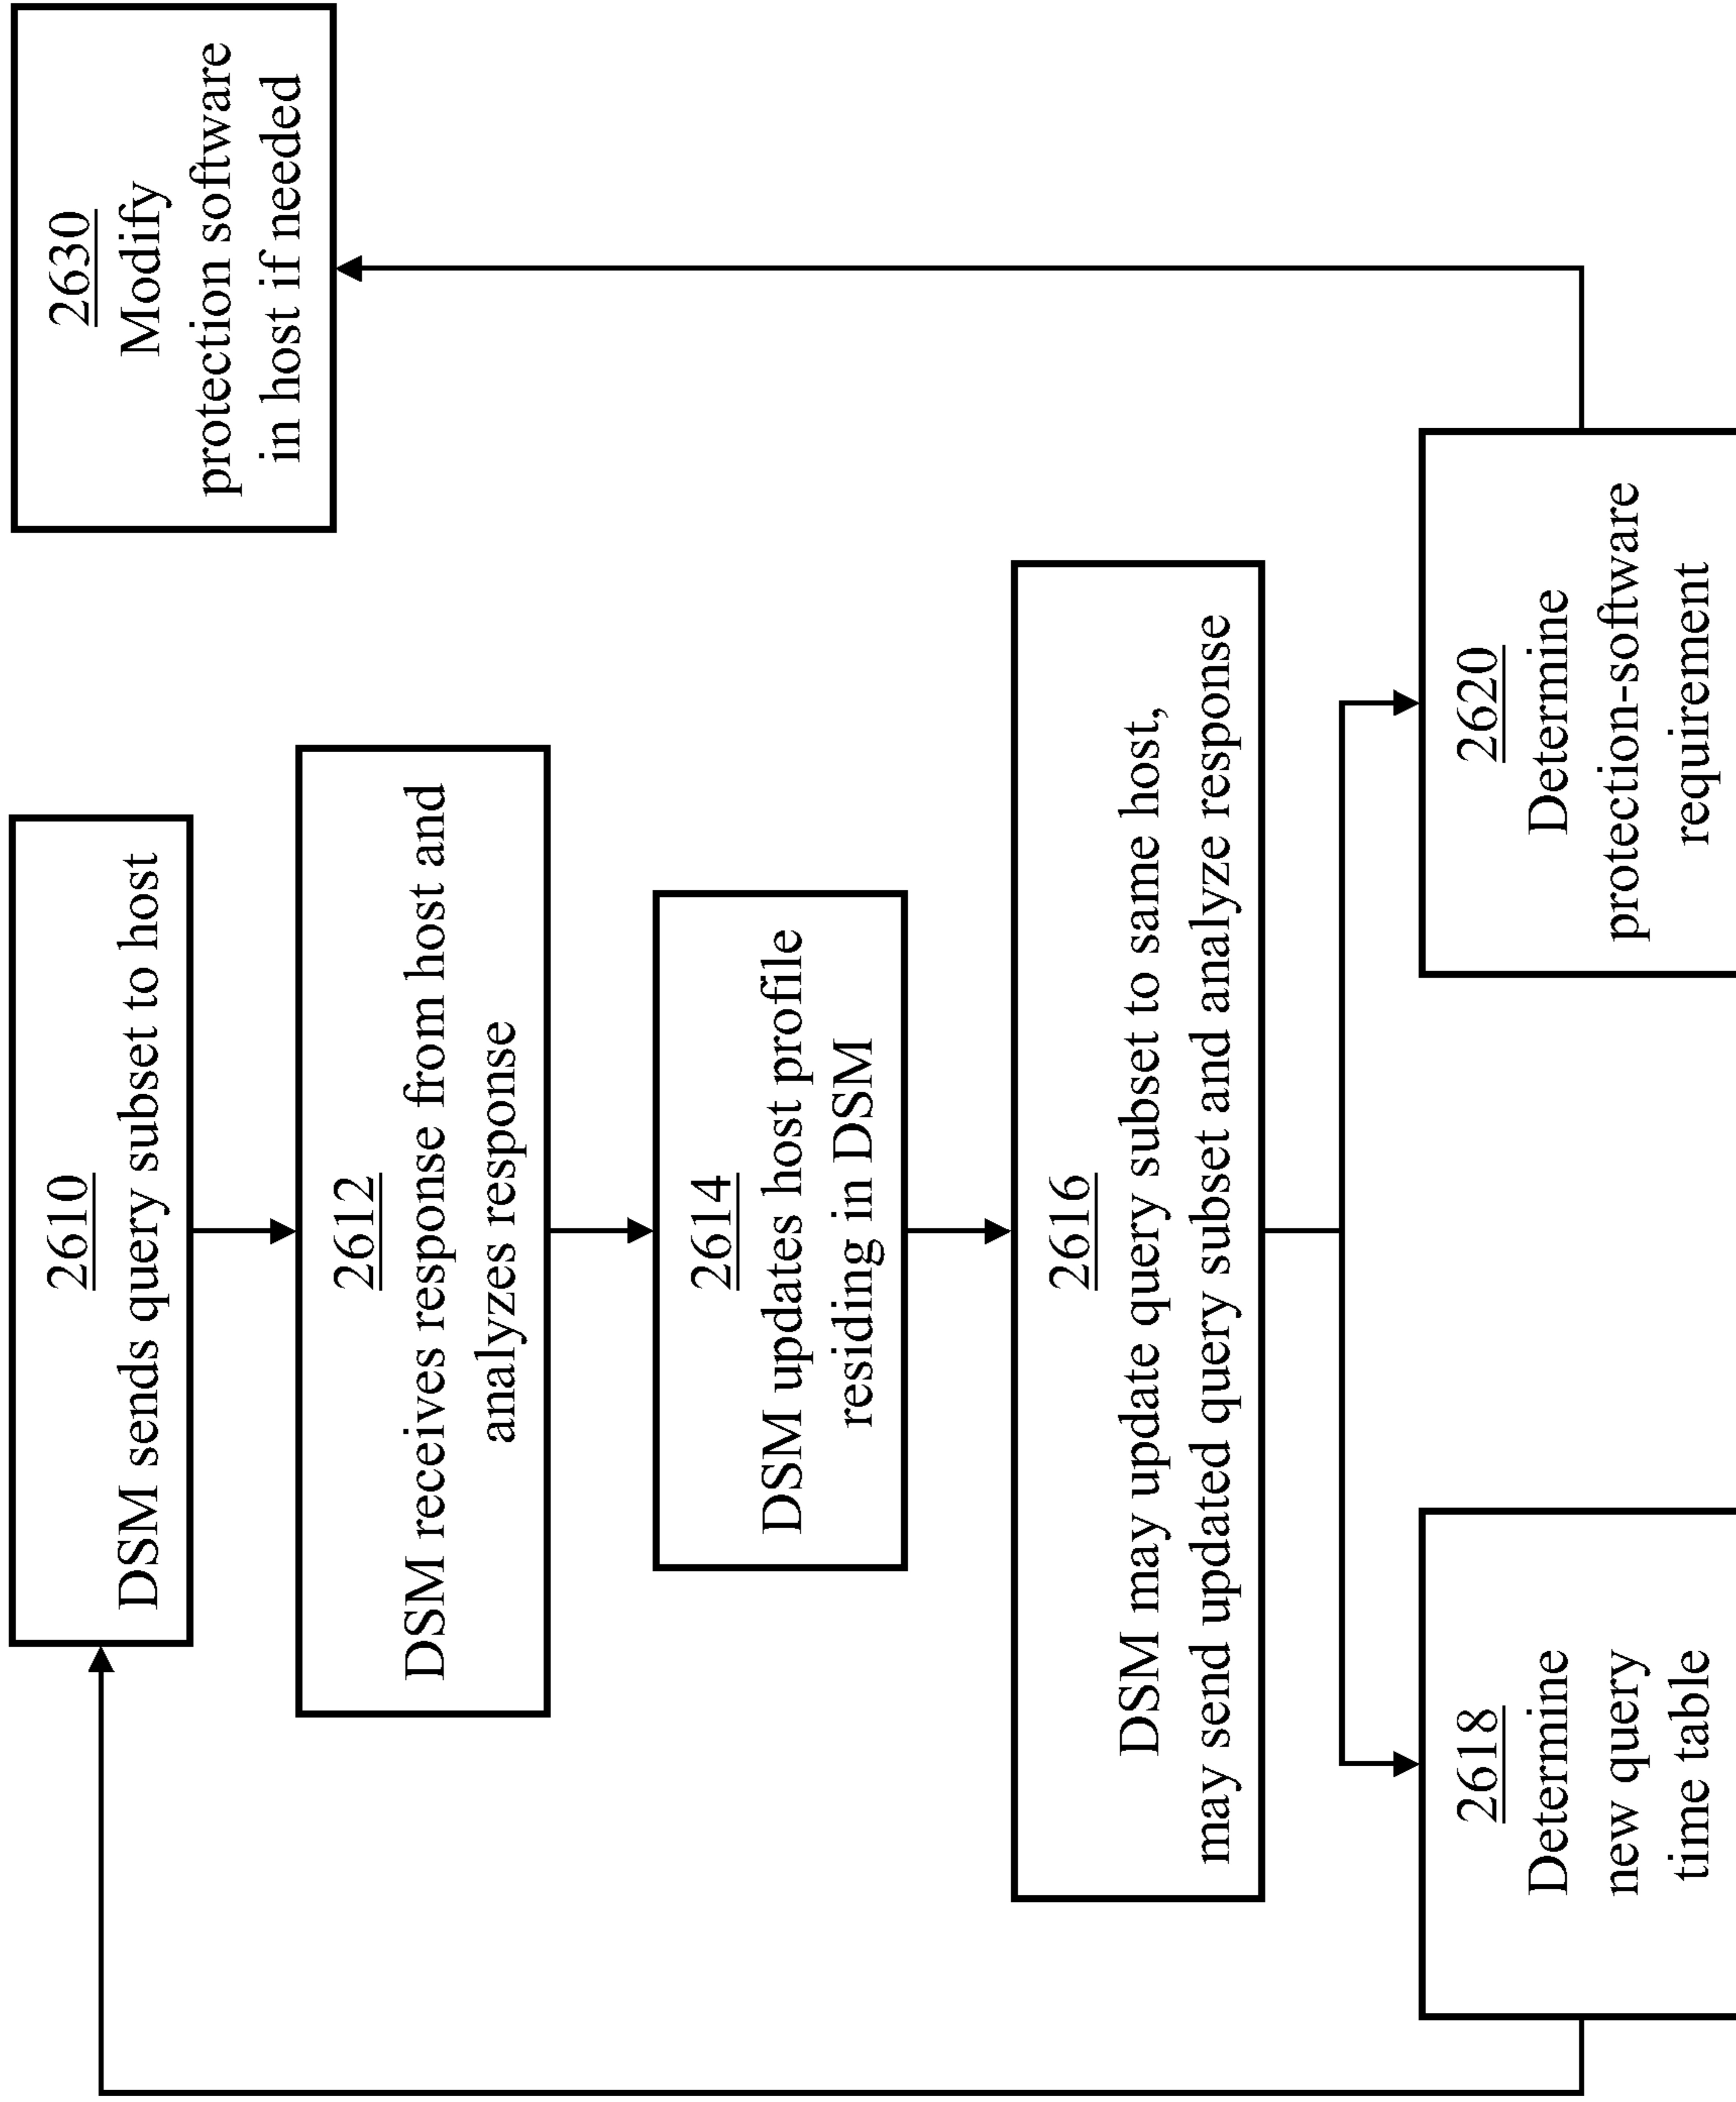 2610
DSM sends query subset to host
2612
DSM receives response from host and
analyzes response
2614
DSM updates host profile
residing in DSM
2616
DSM may update query subset to same host,
may send updated query subset and analyze response
2618
Determine
new query
time table
2620
Determine
protection-software
requirement
2630
Modify
protection software
in host if needed